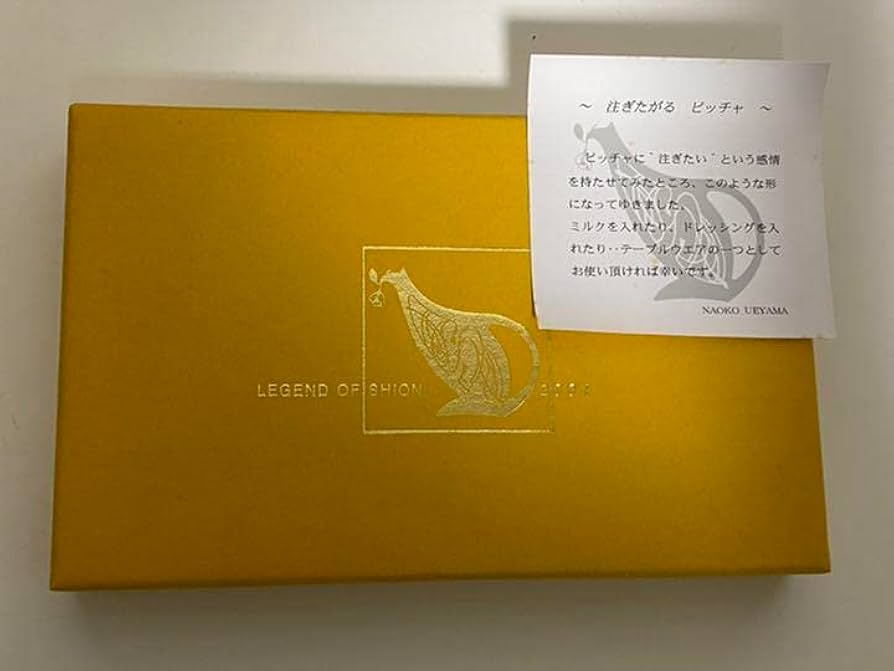 ～ 注ぎたがる ピッチャ ～
ピッチャに“注ぎたい”という感情
を持たせてみたところ、このような形
になってゆきました。
ミルクを入れたり、ドレッシングを入
れたり‥テーブルウエアの一つとして
お使い頂ければ幸いです。
NAOKO UEYAMA
LEGEND OF SHION